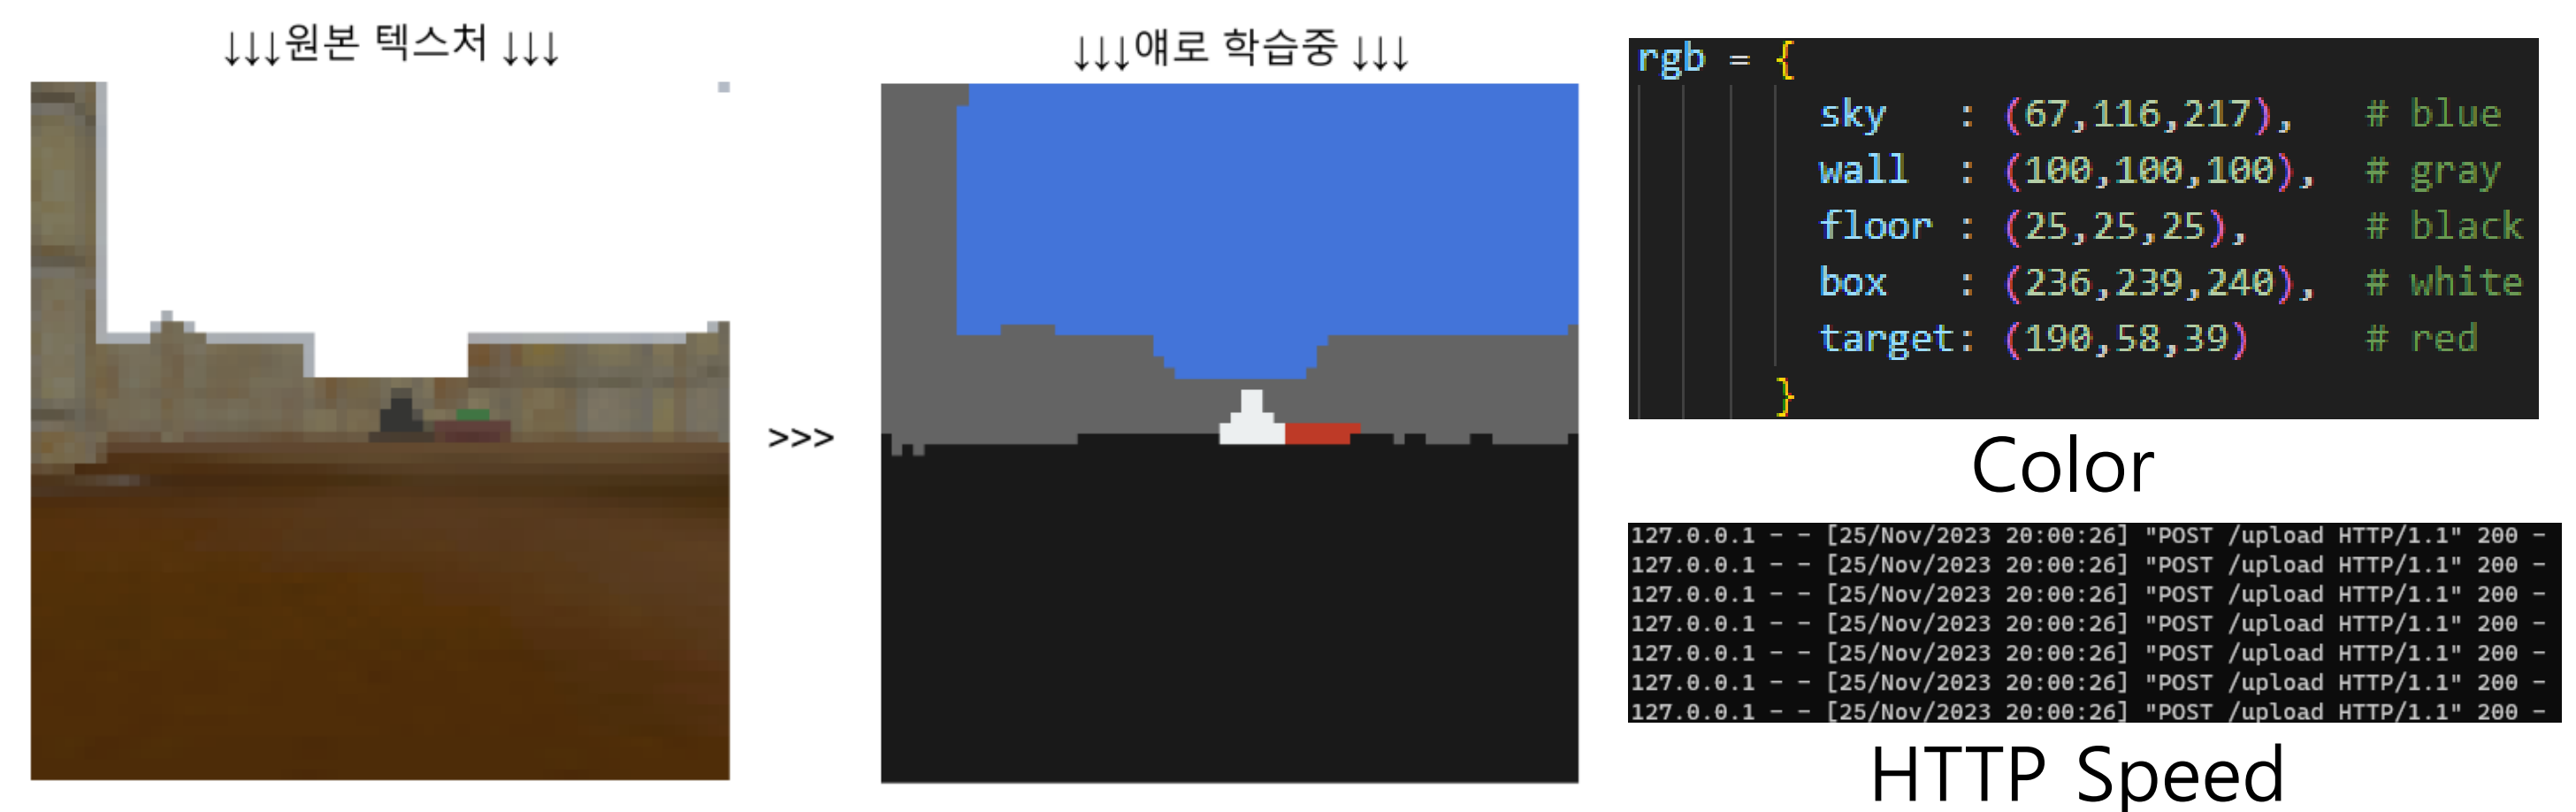 ↓↓↓원본 텍스처 ↓↓↓
>>>
↓↓↓얘로 학습중 ↓↓↓
rgb = {
sky : (67,116,217), # blue
wall : (100,100,100), # gray
floor : (25,25,25), # black
box : (236,239,240), # white
target: (190,58,39) # red
}
Color
127.0.0.1 - - [25/Nov/2023 20:00:26] "POST /upload HTTP/1.1" 200 -
127.0.0.1 - - [25/Nov/2023 20:00:26] "POST /upload HTTP/1.1" 200 -
127.0.0.1 - - [25/Nov/2023 20:00:26] "POST /upload HTTP/1.1" 200 -
127.0.0.1 - - [25/Nov/2023 20:00:26] "POST /upload HTTP/1.1" 200 -
127.0.0.1 - - [25/Nov/2023 20:00:26] "POST /upload HTTP/1.1" 200 -
127.0.0.1 - - [25/Nov/2023 20:00:26] "POST /upload HTTP/1.1" 200 -
127.0.0.1 - - [25/Nov/2023 20:00:26] "POST /upload HTTP/1.1" 200 -
HTTP Speed